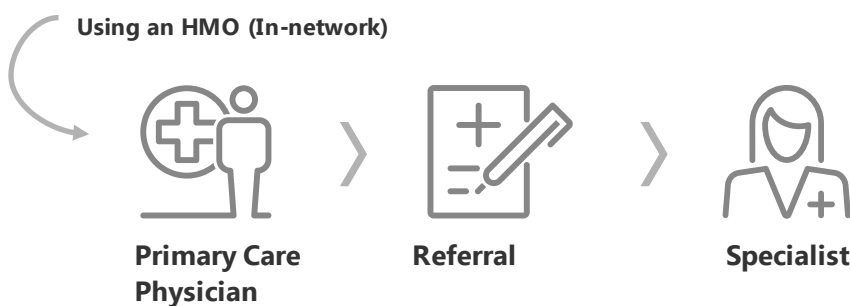 Using an HMO (In-network)
Primary Care
Physician
Referral
Specialist